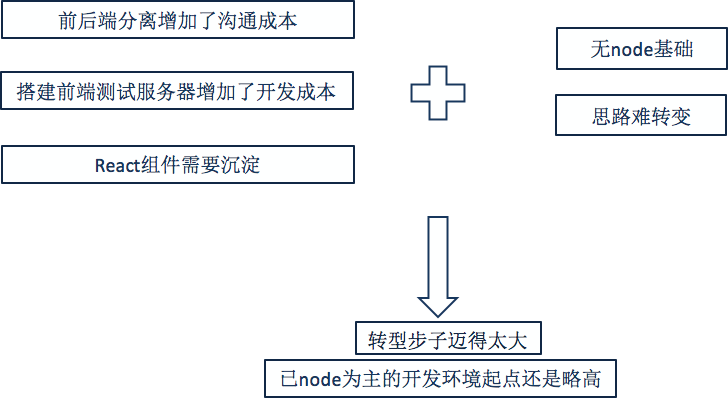 前后端分离增加了沟通成本
搭建前端测试服务器增加了开发成本
React组件需要沉淀
无node基础
思路难转变
转型步子迈得太大
已node为主的开发环境起点还是略高